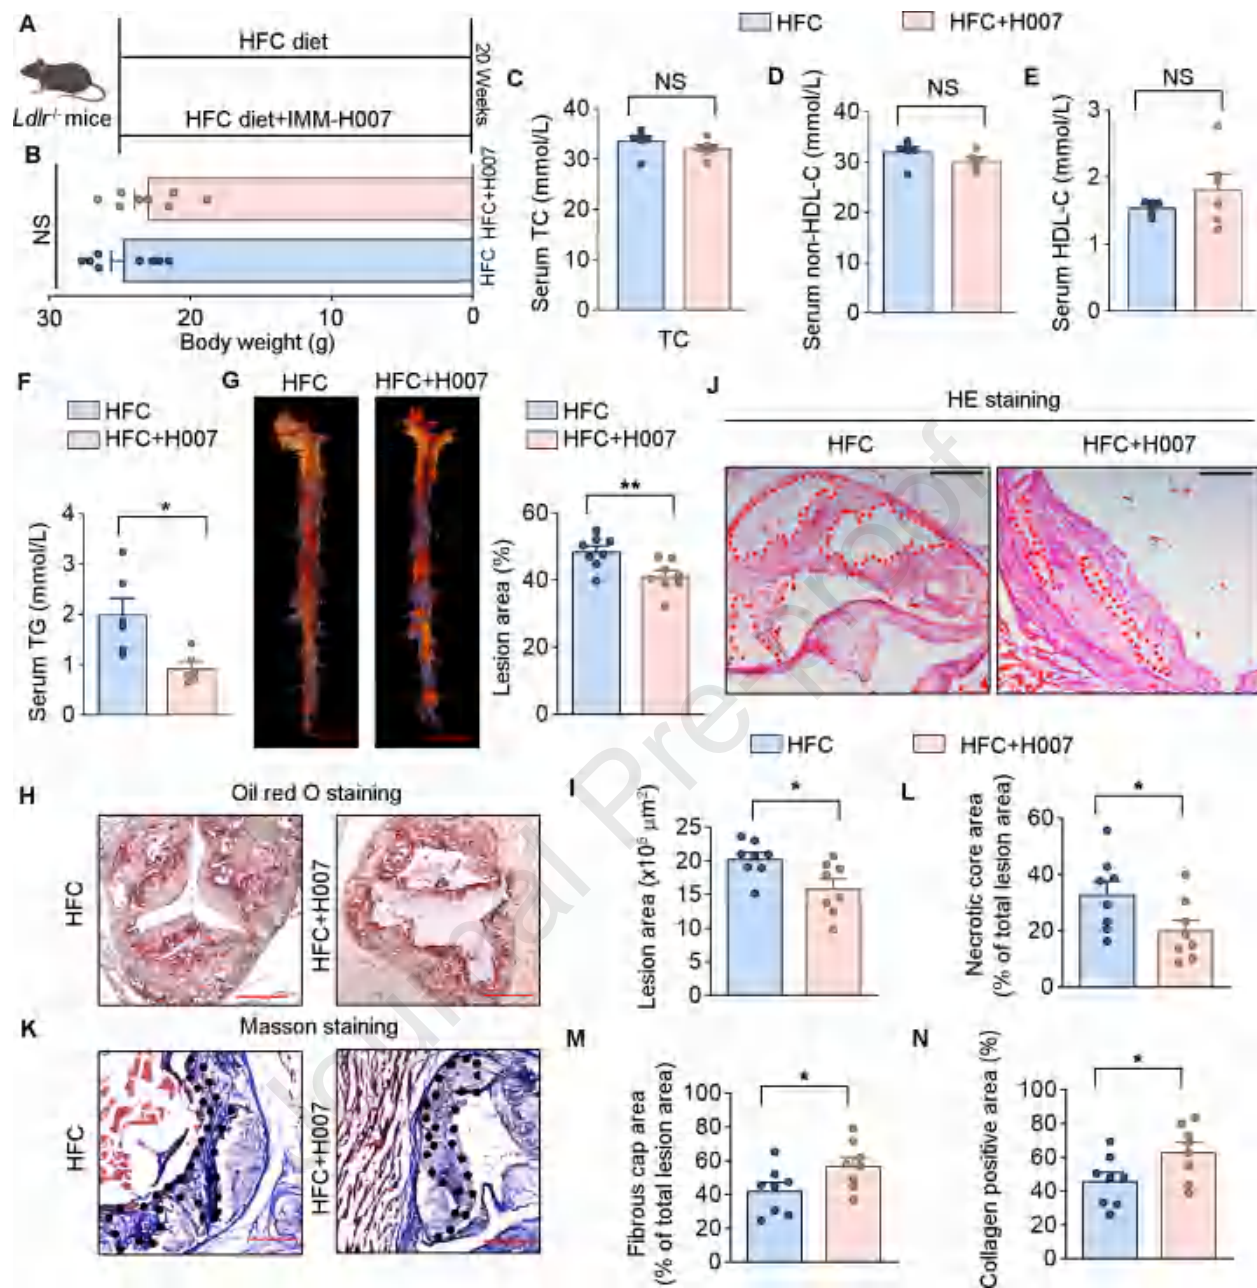 A
HFC diet
HFC diet+IMM-H007
Ldlr-/- mice
20 Weeks
B
NS
HFC+H007
HFC
30 20 10 0
Body weight (g)
HFC HFC+H007
C
NS
Serum TC (mmol/L)
40
30
20
10
0
TC
D
NS
Serum non-HDL-C (mmol/L)
40
30
20
10
0
E
NS
Serum HDL-C (mmol/L)
3
2
1
0
F
HFC
HFC+H007
*
Serum TG (mmol/L)
4
3
2
1
0
G
HFC HFC+H007
HFC
HFC+H007
**
Lesion area (%)
60
40
20
0
J
HE staining
HFC HFC+H007
HFC HFC+H007
H
Oil red O staining
HFC
HFC+H007
I
*
Lesion area (x10⁵ μm²)
25
20
15
10
5
0
L
*
Necrotic core area
(% of total lesion area)
60
40
20
0
K
Masson staining
HFC
HFC+H007
M
*
Fibrous cap area
(% of total lesion area)
100
80
60
40
20
0
N
*
Collagen positive area (%)
100
80
60
40
20
0
Journal Pre-proof